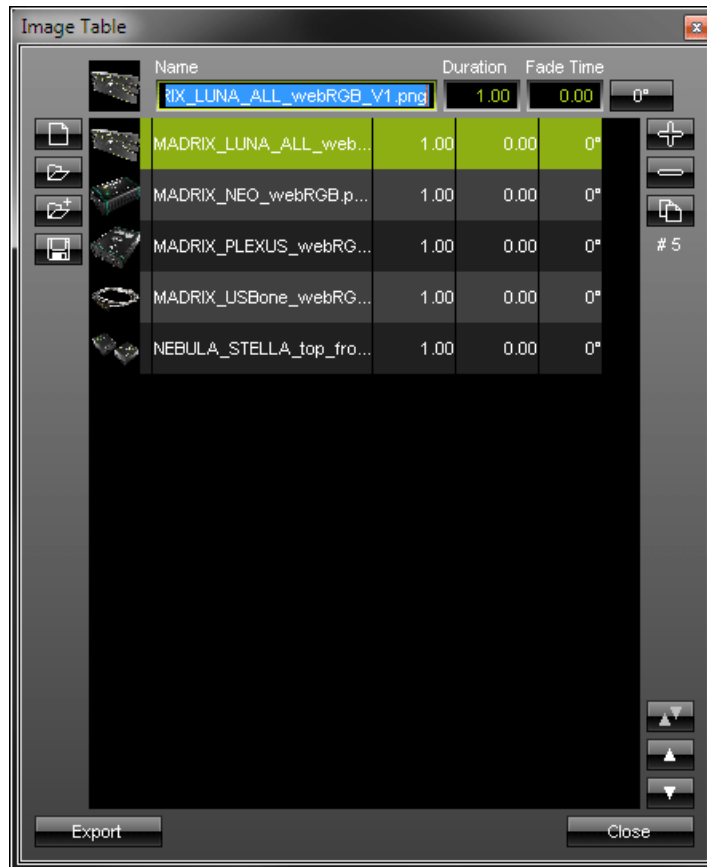 Image Table
Name Duration Fade Time
RIX_LUNA_ALL_webRGB_V1.png 1.00 0.00 0°
MADRIX_LUNA_ALL_web... 1.00 0.00 0°
MADRIX_NEO_webRGB.p... 1.00 0.00 0°
MADRIX_PLEXUS_webRG... 1.00 0.00 0°
# 5
MADRIX_USBone_webRG... 1.00 0.00 0°
NEBULA_STELLA_top_fro... 1.00 0.00 0°
Export Close